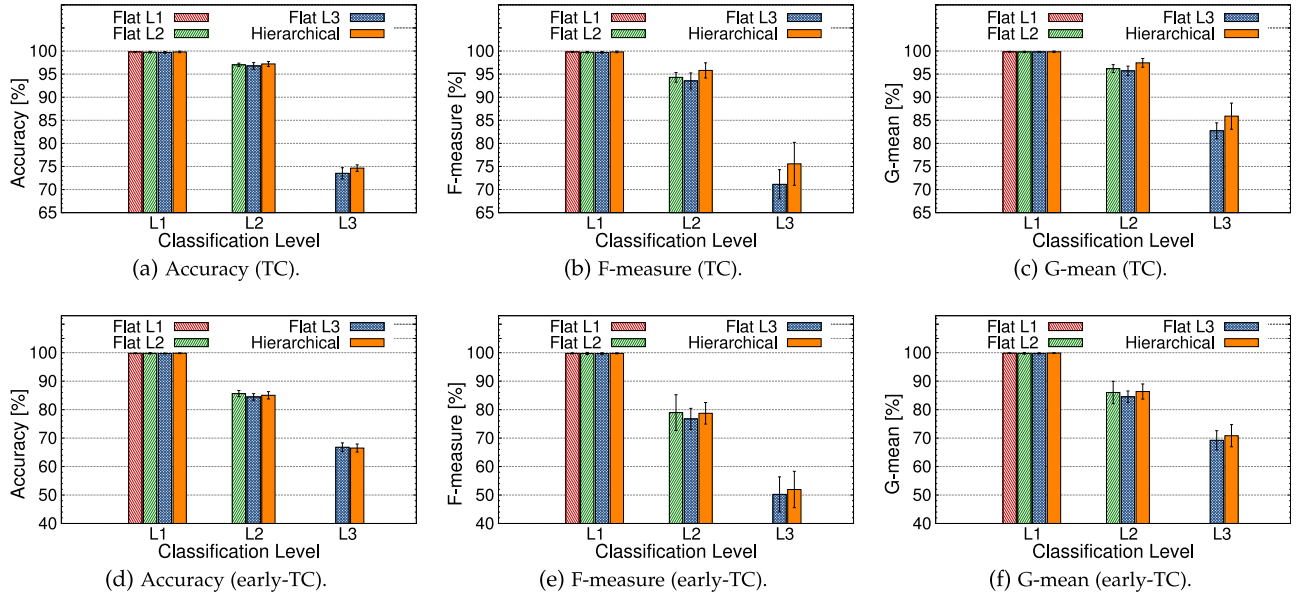 Flat L1
Flat L2
Flat L3
Hierarchical
Accuracy [%]
100
95
90
85
80
75
70
65
L1
L2
L3
Classification Level
(a) Accuracy (TC).
Flat L1
Flat L2
Flat L3
Hierarchical
F-measure [%]
100
95
90
85
80
75
70
65
L1
L2
L3
Classification Level
(b) F-measure (TC).
Flat L1
Flat L2
Flat L3
Hierarchical
G-mean [%]
100
95
90
85
80
75
70
65
L1
L2
L3
Classification Level
(c) G-mean (TC).
Flat L1
Flat L2
Flat L3
Hierarchical
Accuracy [%]
100
90
80
70
60
50
40
L1
L2
L3
Classification Level
(d) Accuracy (early-TC).
Flat L1
Flat L2
Flat L3
Hierarchical
F-measure [%]
100
90
80
70
60
50
40
L1
L2
L3
Classification Level
(e) F-measure (early-TC).
Flat L1
Flat L2
Flat L3
Hierarchical
G-mean [%]
100
90
80
70
60
50
40
L1
L2
L3
Classification Level
(f) G-mean (early-TC).